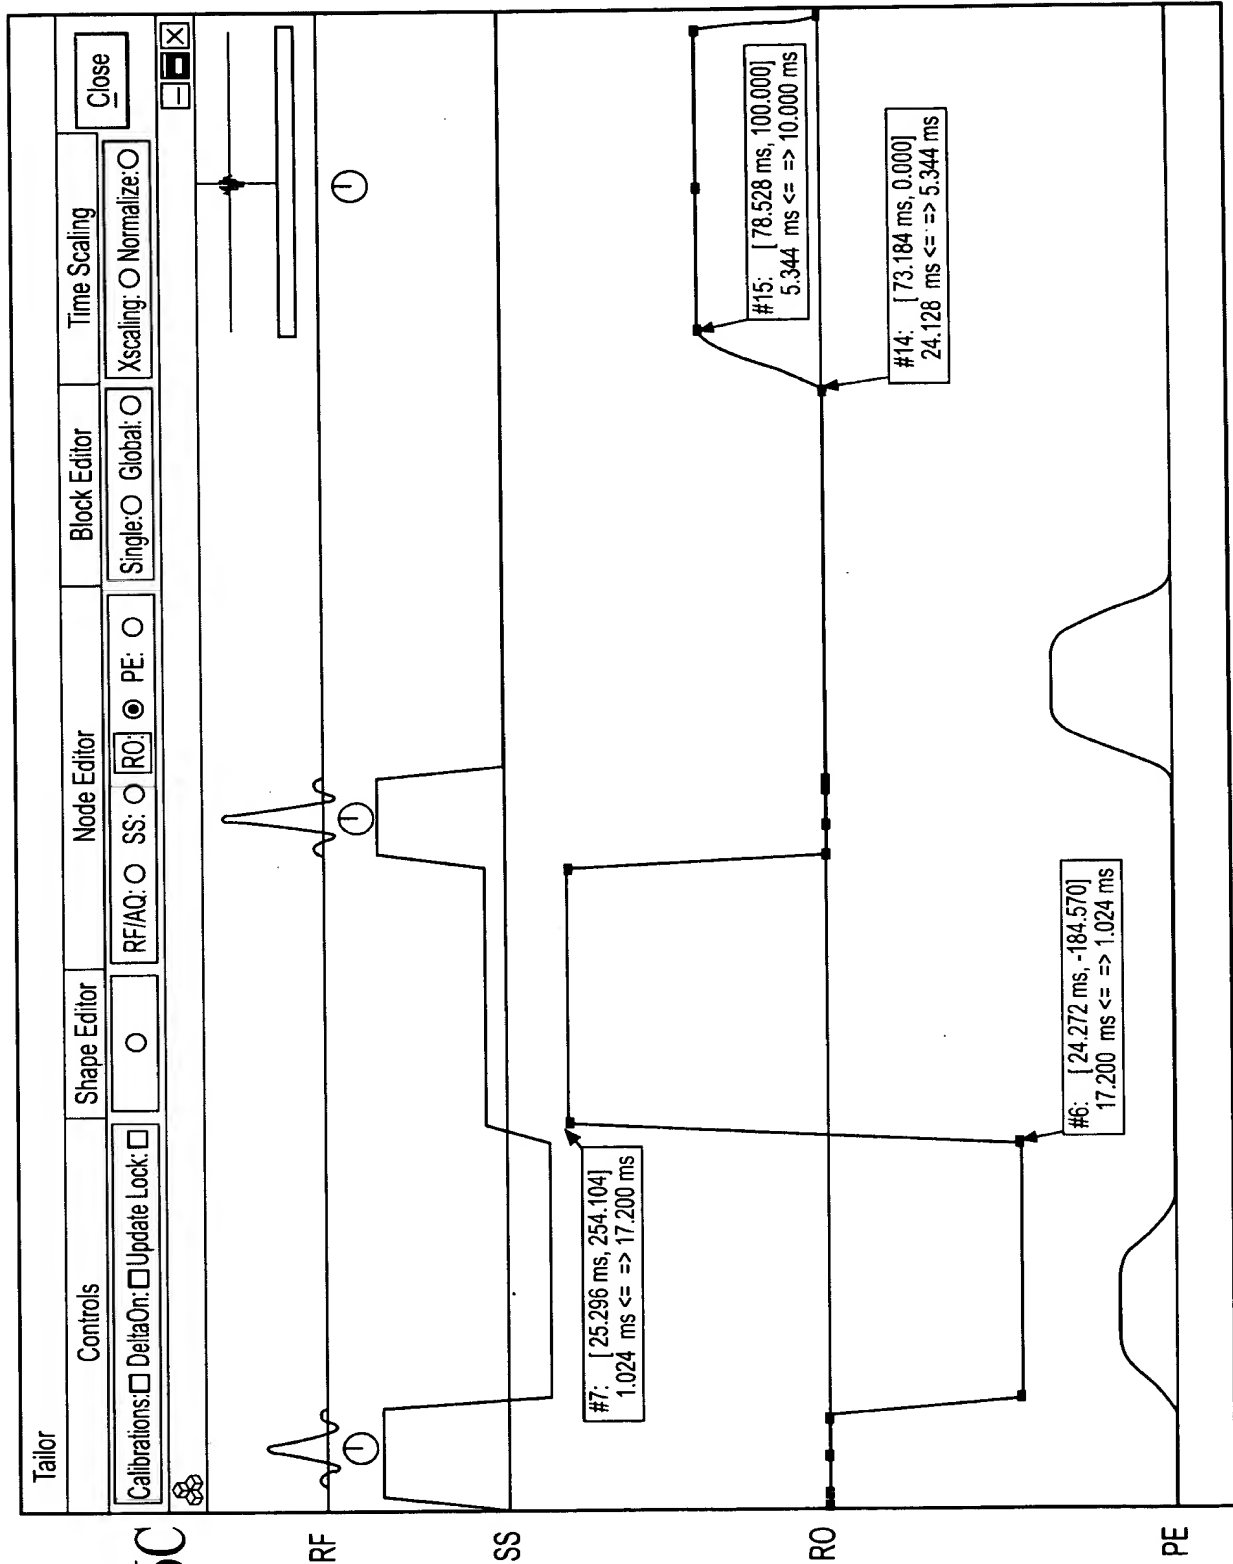 5C
Tailor
Controls
Shape Editor
Node Editor
Block Editor
Time Scaling
Calibrations: DeltaOn: Update Lock:
RF/AQ: SS: RO: PE:
Single: Global:
Xscaling: Normalize:
Close
RF
SS
RO
PE
#7: [ 25.296 ms, 254.104]
1.024 ms <= => 17.200 ms
#6: [ 24.272 ms, -184.570]
17.200 ms <= => 1.024 ms
#15: [ 78.528 ms, 100.000]
5.344 ms <= => 10.000 ms
#14: [ 73.184 ms, 0.000]
24.128 ms <= => 5.344 ms